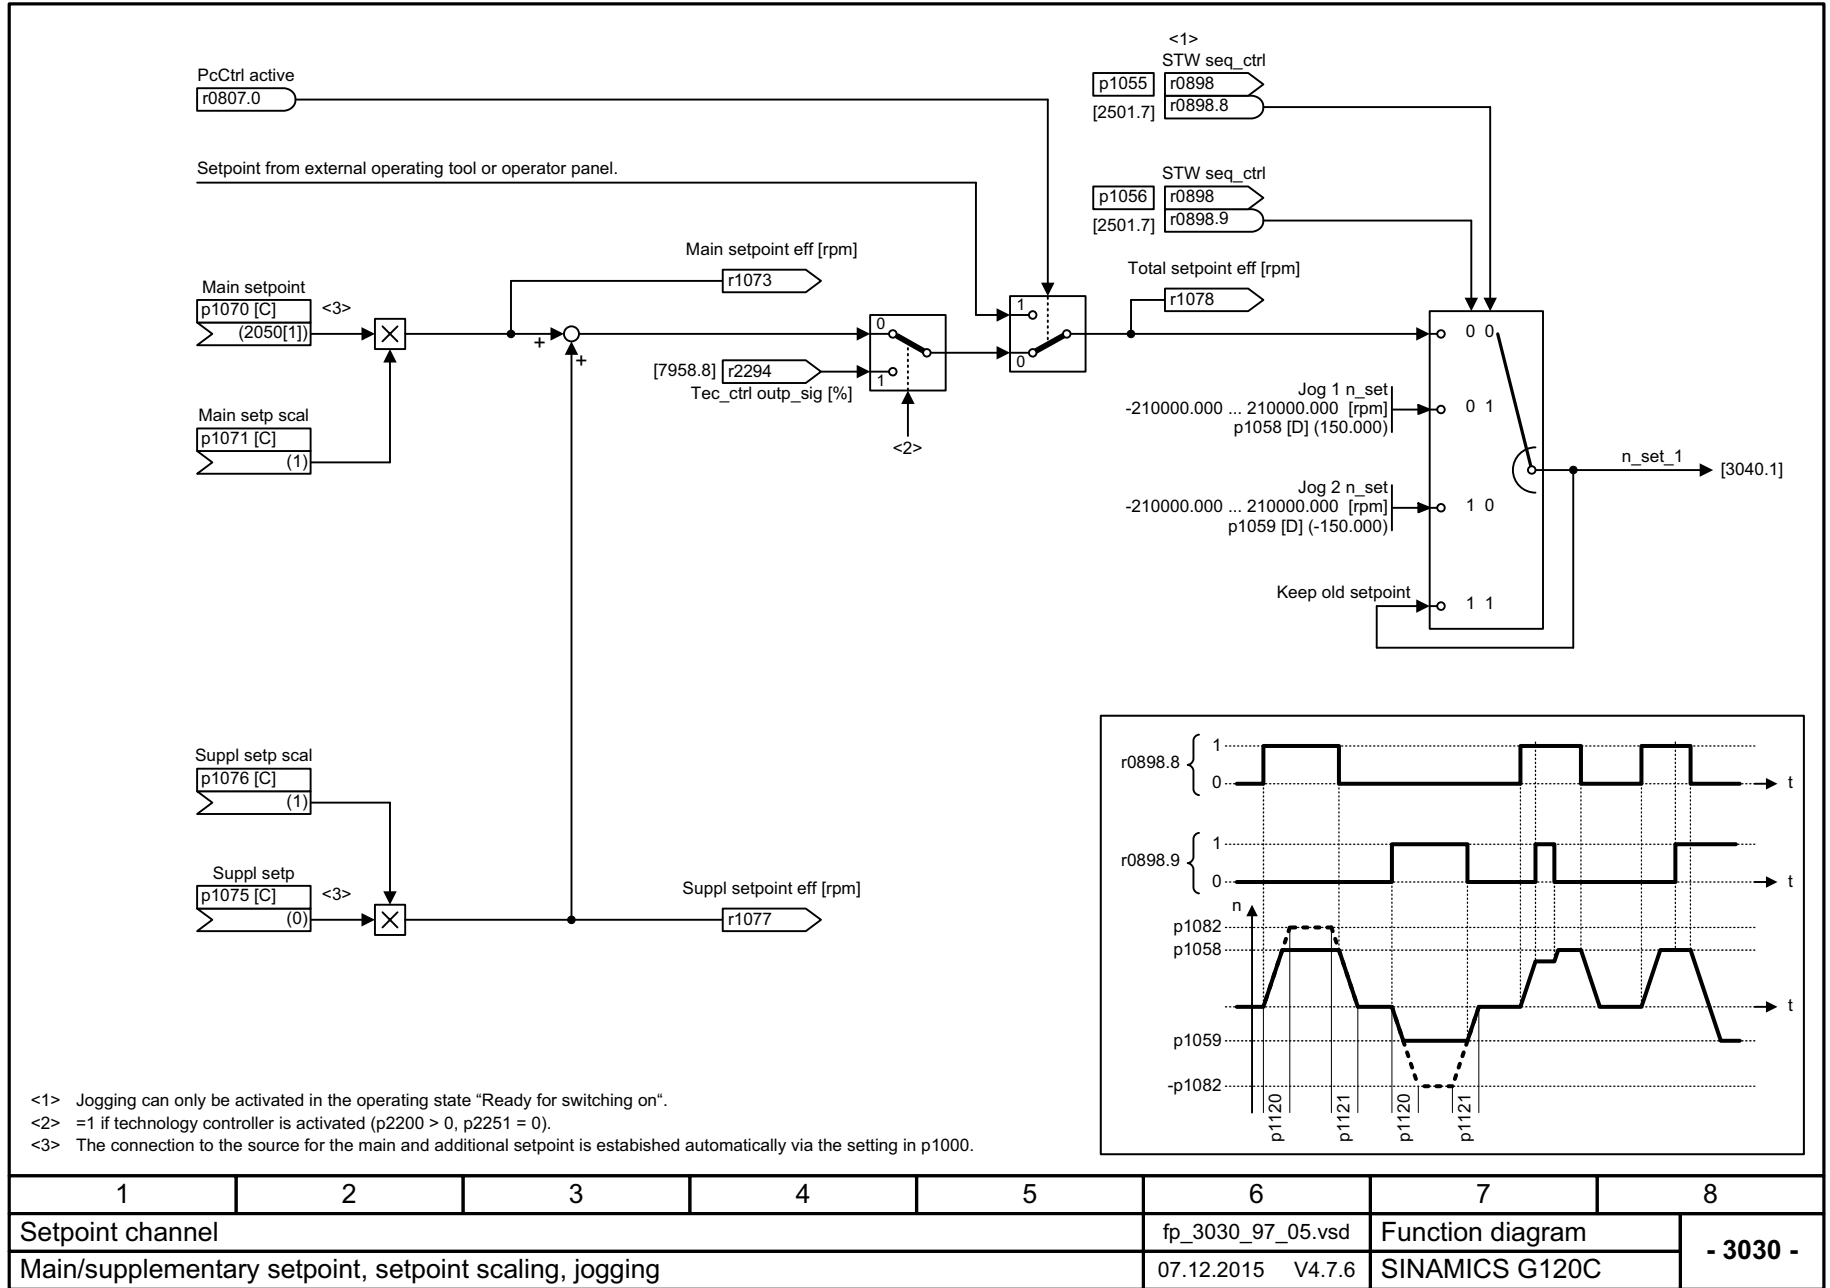 <1>
STW seq_ctrl
p1055 r0898
[2501.7] r0898.8
PcCtrl active
r0807.0
Setpoint from external operating tool or operator panel.
STW seq_ctrl
p1056 r0898
[2501.7] r0898.9
Main setpoint eff [rpm]
r1073
Total setpoint eff [rpm]
r1078
Main setpoint
p1070 [C] <3>
(2050[1])
+
+
0
1
1
0
[7958.8] r2294
Tec_ctrl outp_sig [%]
<2>
Main setp scal
p1071 [C]
(1)
0 0
Jog 1 n_set
-210000.000 ... 210000.000 [rpm]
p1058 [D] (150.000)
0 1
n_set_1 [3040.1]
Jog 2 n_set
-210000.000 ... 210000.000 [rpm]
p1059 [D] (-150.000)
1 0
Keep old setpoint
1 1
Suppl setp scal
p1076 [C]
(1)
Suppl setp
p1075 [C] <3>
(0)
Suppl setpoint eff [rpm]
r1077
r0898.8
1
0
t
r0898.9
1
0
t
n
p1082
p1058
t
p1059
-p1082
p1120
p1121
p1120
p1121
<1> Jogging can only be activated in the operating state “Ready for switching on“.
<2> =1 if technology controller is activated (p2200 > 0, p2251 = 0).
<3> The connection to the source for the main and additional setpoint is estabished automatically via the setting in p1000.
1 2 3 4 5 6 7 8
Setpoint channel
fp_3030_97_05.vsd
Function diagram
- 3030 -
Main/supplementary setpoint, setpoint scaling, jogging
07.12.2015 V4.7.6
SINAMICS G120C